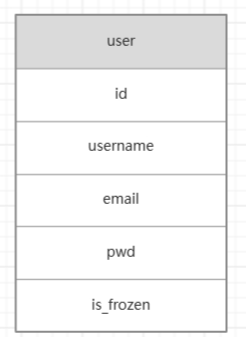 user
id
username
email
pwd
is_frozen